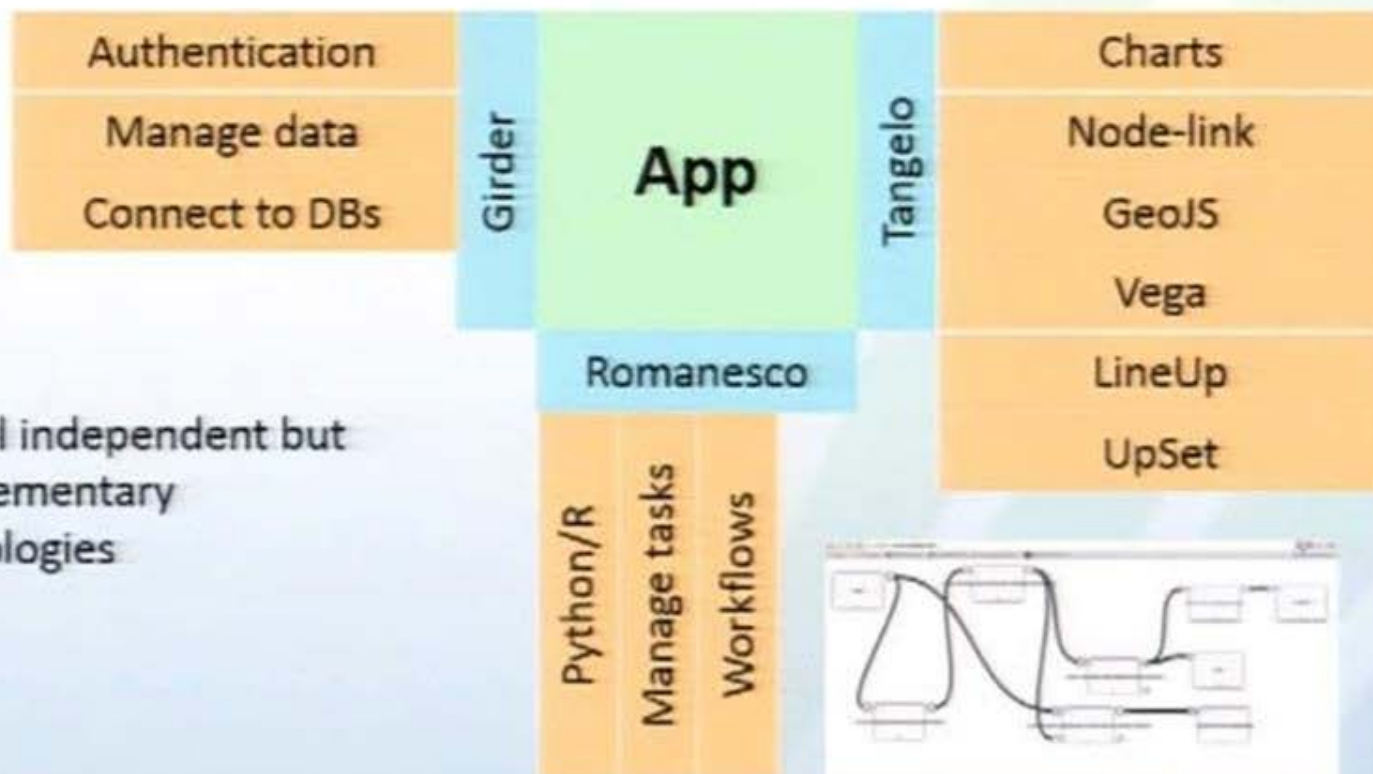 Authentication
Manage data
Connect to DBs
Girder
App
Tangelo
Charts
Node-link
GeoJS
Vega
LineUp
UpSet
Romanesco
independent but
ementary
ologies
Python/R
Manage tasks
Workflows